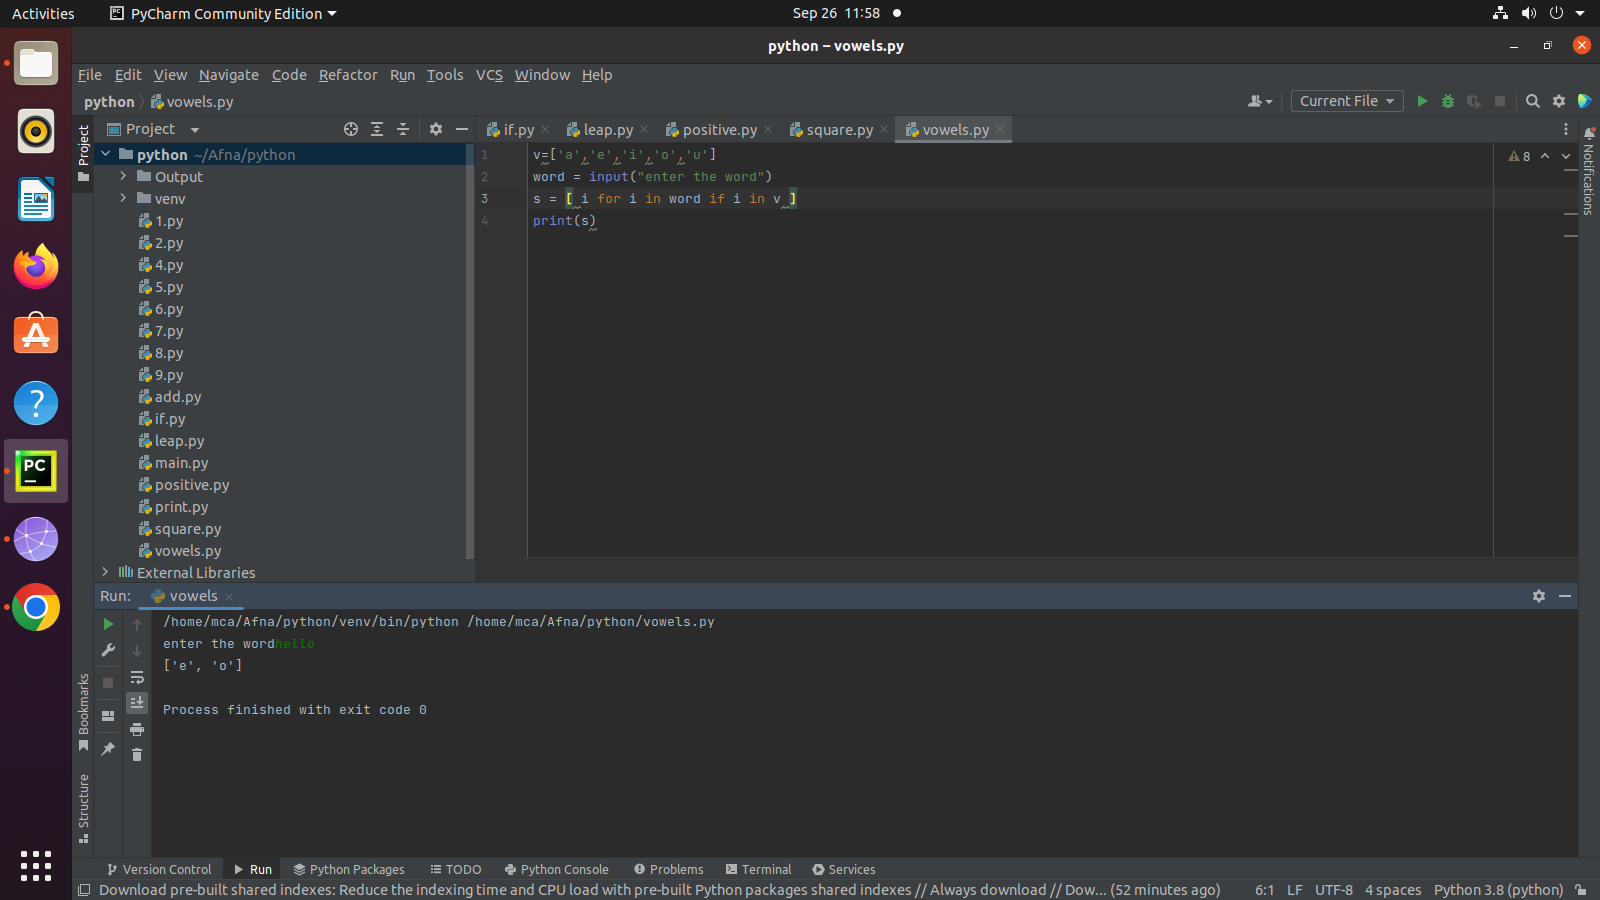 Activities
PyCharm Community Edition
Sep 26 11:58
python – vowels.py
File Edit View Navigate Code Refactor Run Tools VCS Window Help
python
vowels.py
Current File
Project
Project
if.py
leap.py
positive.py
square.py
vowels.py
python ~/Afna/python
Output
venv
1.py
2.py
4.py
5.py
6.py
7.py
8.py
9.py
add.py
if.py
leap.py
main.py
positive.py
print.py
square.py
vowels.py
External Libraries
1 v=['a','e','i','o','u']
2 word = input("enter the word")
3 s = [ i for i in word if i in v ]
4 print(s)
8
Notifications
Run:
vowels
/home/mca/Afna/python/venv/bin/python /home/mca/Afna/python/vowels.py
enter the wordhello
['e', 'o']
Process finished with exit code 0
Bookmarks
Structure
Version Control
Run
Python Packages
TODO
Python Console
Problems
Terminal
Services
Download pre-built shared indexes: Reduce the indexing time and CPU load with pre-built Python packages shared indexes // Always download // Dow... (52 minutes ago)
6:1 LF UTF-8 4 spaces Python 3.8 (python)
PC